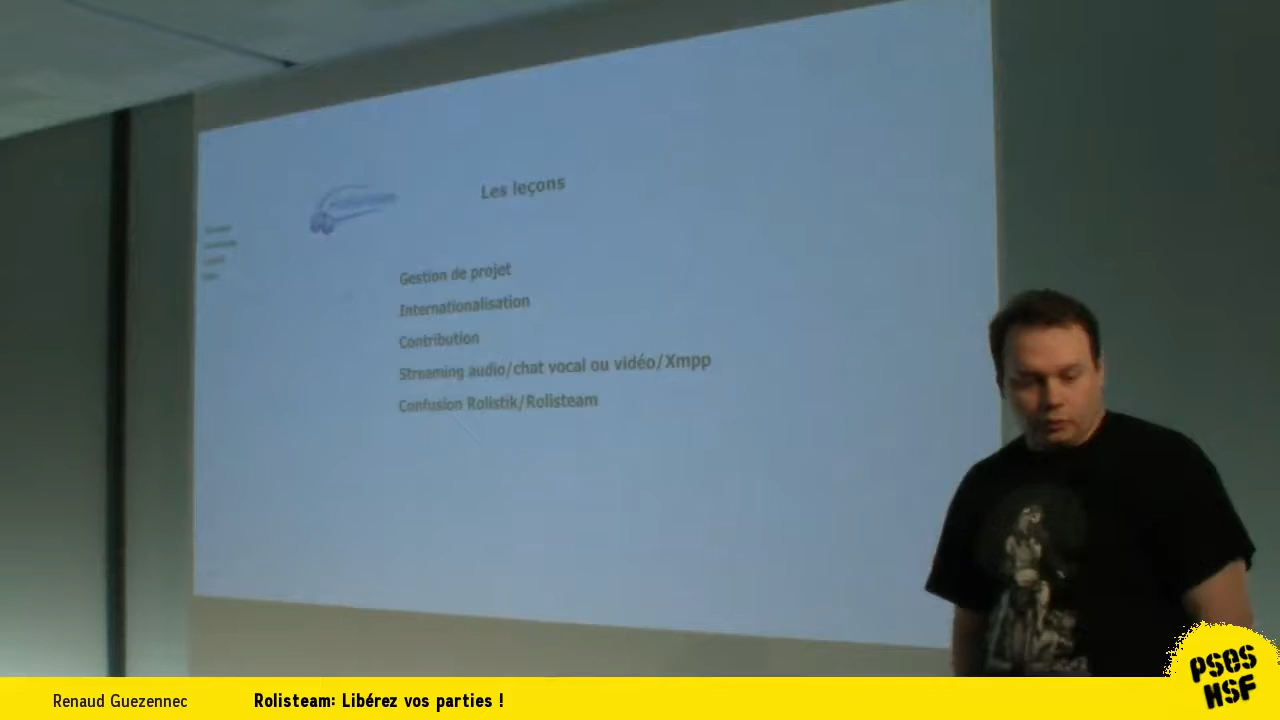 Les leçons
Gestion de projet
Internationalisation
Contribution
Streaming audio/chat vocal ou vidéo/Xmpp
Confusion Rolistik/Rolisteam
Renaud Guezennec
Rolisteam: Libérez vos parties !
PSES
HSF